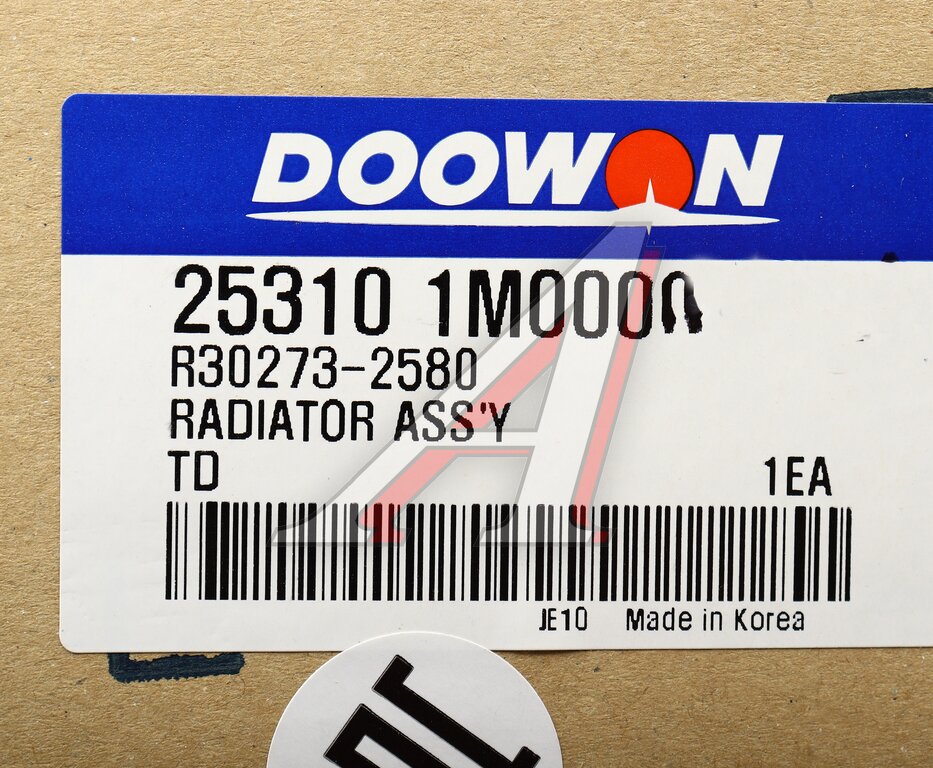 DOOWON
25310 1M0000
R30273-2580
RADIATOR ASS'Y
TD
1EA
JE10 Made in Korea